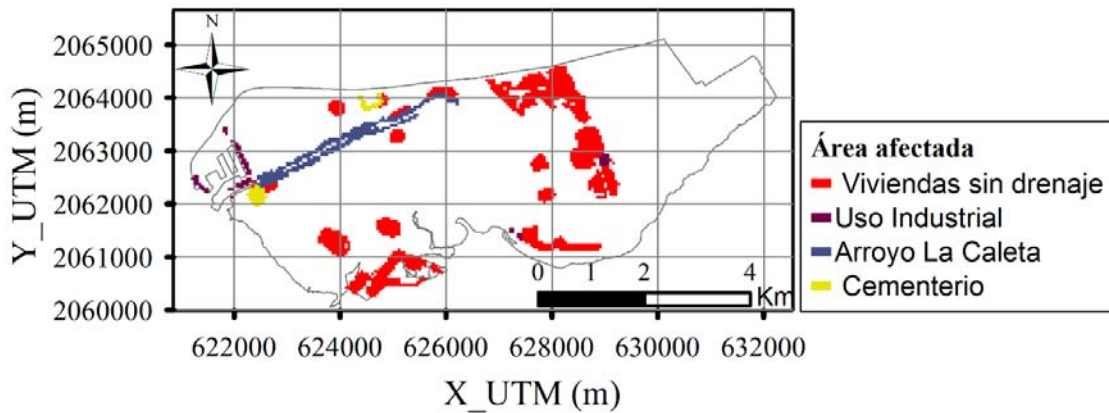 N
2065000
2064000
2063000
2062000
2061000
2060000
Y_UTM (m)
0 1 2 4
Km
622000 624000 626000 628000 630000 632000
X_UTM (m)
Área afectada
Viviendas sin drenaje
Uso Industrial
Arroyo La Caleta
Cementerio